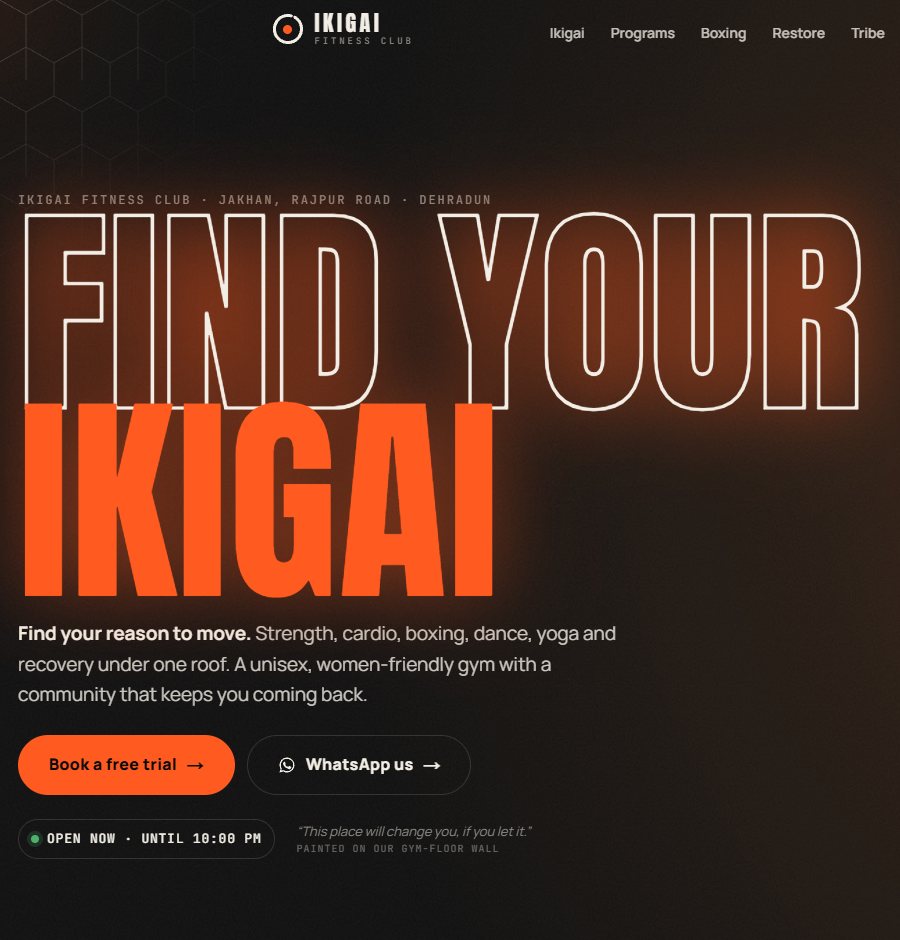 IKIGAI
FITNESS CLUB
Ikigai Programs Boxing Restore Tribe
IKIGAI FITNESS CLUB · JAKHAN, RAJPUR ROAD · DEHRADUN
FIND YOUR
IKIGAI
Find your reason to move. Strength, cardio, boxing, dance, yoga and
recovery under one roof. A unisex, women-friendly gym with a
community that keeps you coming back.
Book a free trial → WhatsApp us →
OPEN NOW · UNTIL 10:00 PM
“This place will change you, if you let it.”
PAINTED ON OUR GYM-FLOOR WALL